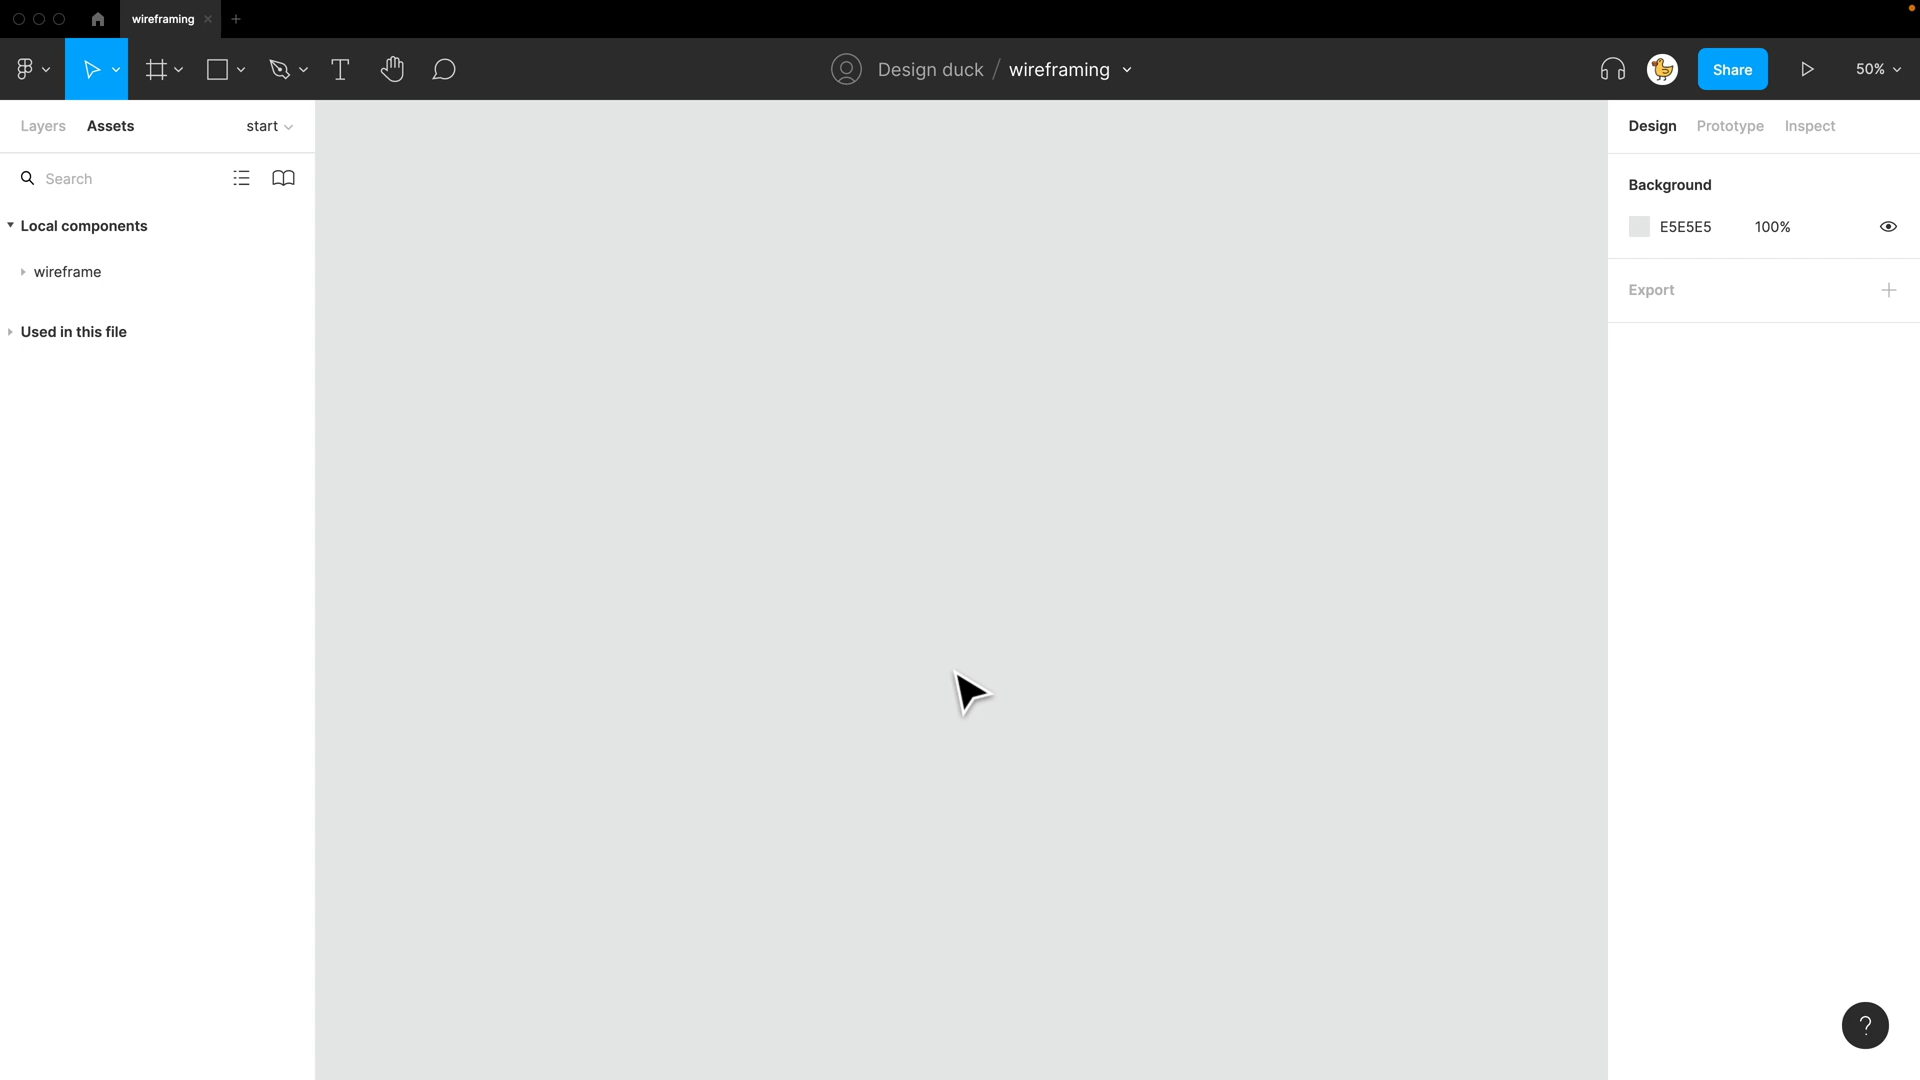 wireframing
Design duck / wireframing
Share
50%
Layers
Assets
start
Search
Local components
wireframe
Used in this file
Design
Prototype
Inspect
Background
E5E5E5
100%
Export
?